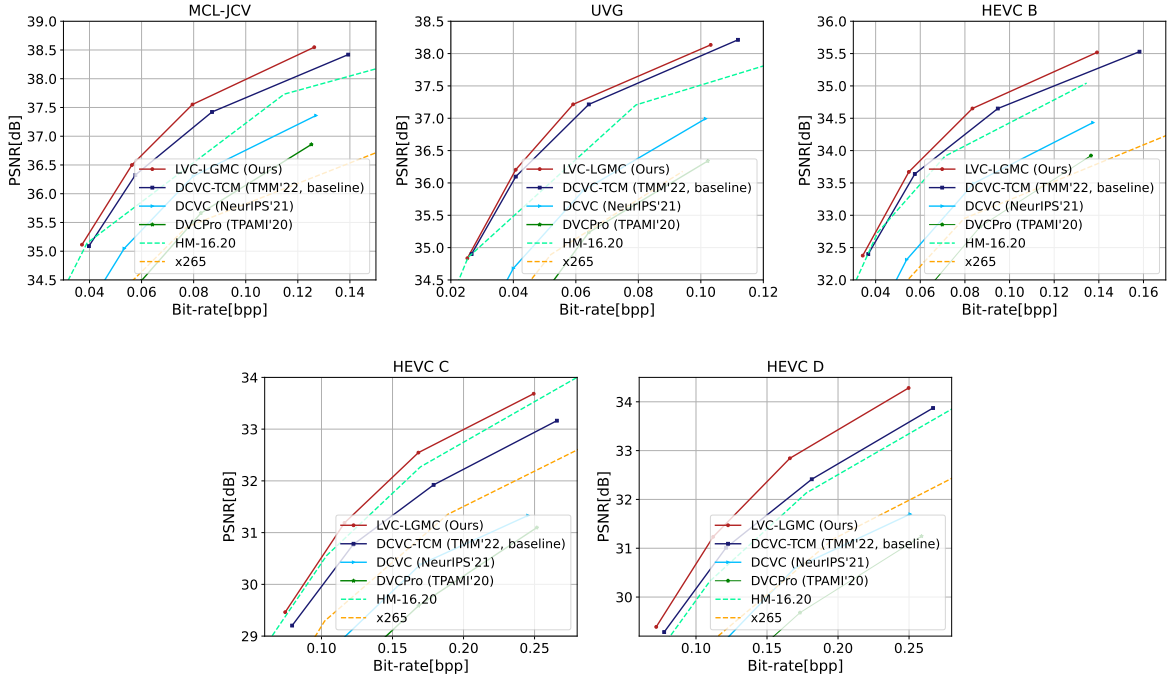 MCL-JCV
39.0
38.5
38.0
37.5
37.0
36.5
36.0
35.5
35.0
34.5
PSNR[dB]
LVC-LGMC (Ours)
DCVC-TCM (TMM'22, baseline)
DCVC (NeurIPS'21)
DVCPro (TPAMI'20)
HM-16.20
x265
0.04 0.06 0.08 0.10 0.12 0.14
Bit-rate[bpp]
UVG
38.5
38.0
37.5
37.0
36.5
36.0
35.5
35.0
34.5
PSNR[dB]
LVC-LGMC (Ours)
DCVC-TCM (TMM'22, baseline)
DCVC (NeurIPS'21)
DVCPro (TPAMI'20)
HM-16.20
x265
0.02 0.04 0.06 0.08 0.10 0.12
Bit-rate[bpp]
HEVC B
36.0
35.5
35.0
34.5
34.0
33.5
33.0
32.5
32.0
PSNR[dB]
LVC-LGMC (Ours)
DCVC-TCM (TMM'22, baseline)
DCVC (NeurIPS'21)
DVCPro (TPAMI'20)
HM-16.20
x265
0.04 0.06 0.08 0.10 0.12 0.14 0.16
Bit-rate[bpp]
HEVC C
34
33
32
31
30
29
PSNR[dB]
LVC-LGMC (Ours)
DCVC-TCM (TMM'22, baseline)
DCVC (NeurIPS'21)
DVCPro (TPAMI'20)
HM-16.20
x265
0.10 0.15 0.20 0.25
Bit-rate[bpp]
HEVC D
34
33
32
31
30
PSNR[dB]
LVC-LGMC (Ours)
DCVC-TCM (TMM'22, baseline)
DCVC (NeurIPS'21)
DVCPro (TPAMI'20)
HM-16.20
x265
0.10 0.15 0.20 0.25
Bit-rate[bpp]